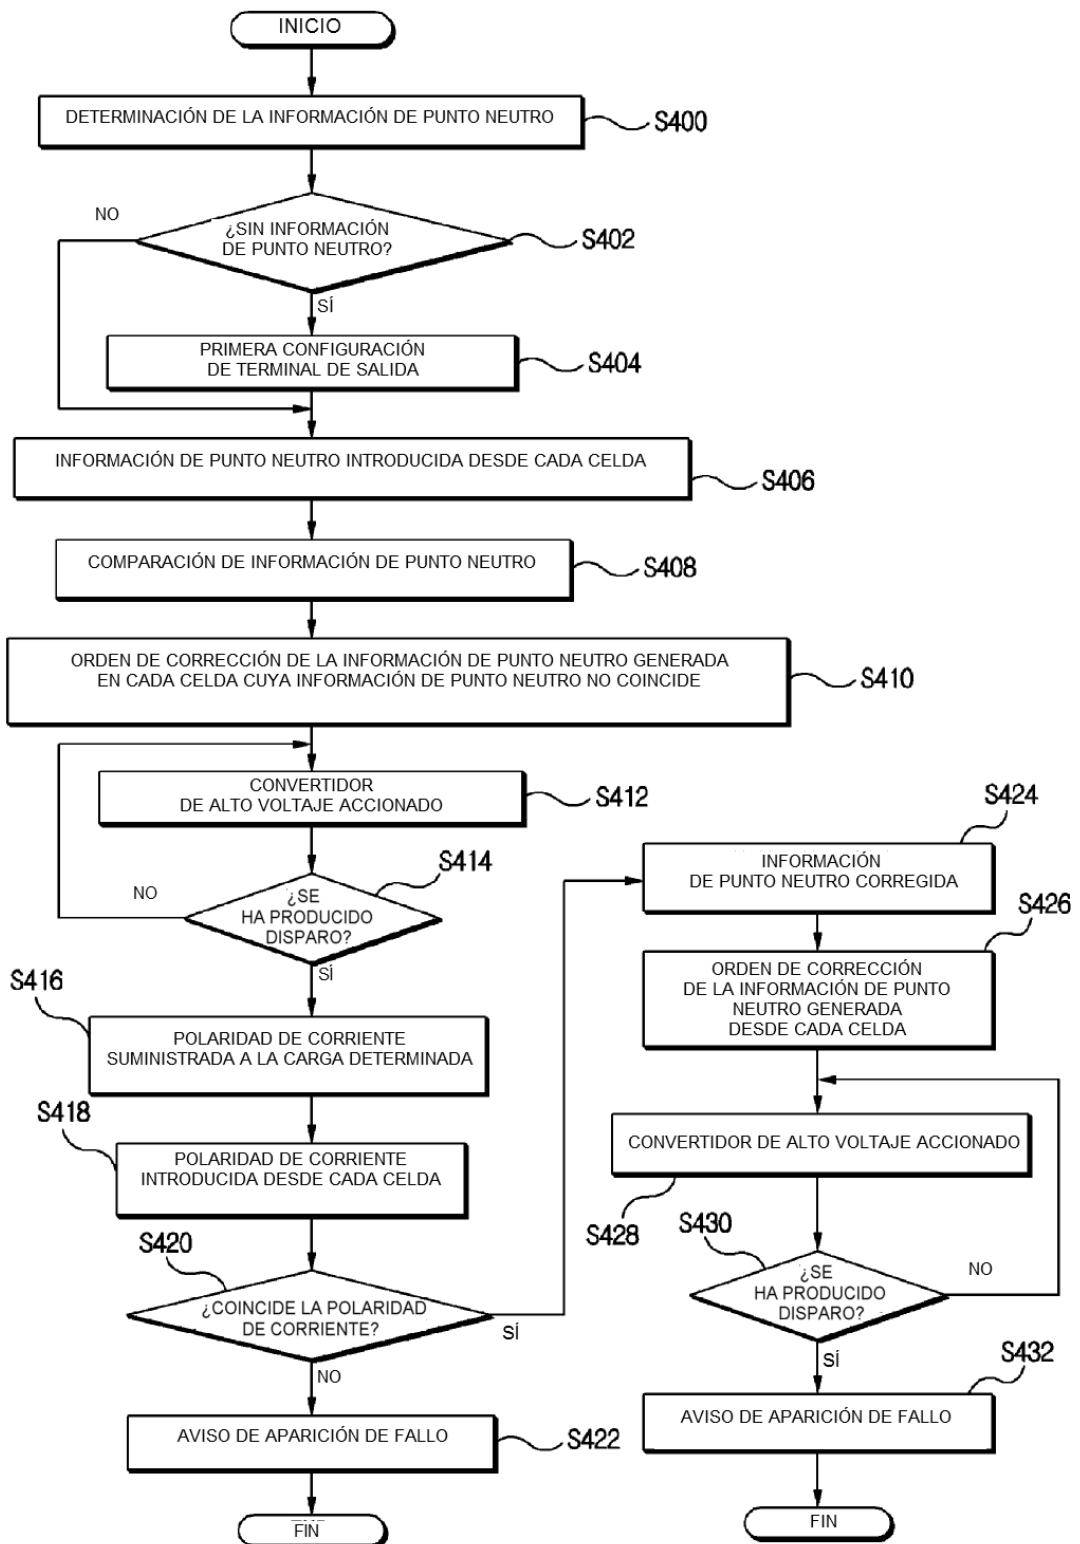 INICIO
DETERMINACIÓN DE LA INFORMACIÓN DE PUNTO NEUTRO
S400
NO
¿SIN INFORMACIÓN
DE PUNTO NEUTRO?
S402
SÍ
PRIMERA CONFIGURACIÓN
DE TERMINAL DE SALIDA
S404
INFORMACIÓN DE PUNTO NEUTRO INTRODUCIDA DESDE CADA CELDA
S406
COMPARACIÓN DE INFORMACIÓN DE PUNTO NEUTRO
S408
ORDEN DE CORRECCIÓN DE LA INFORMACIÓN DE PUNTO NEUTRO GENERADA
EN CADA CELDA CUYA INFORMACIÓN DE PUNTO NEUTRO NO COINCIDE
S410
CONVERTIDOR
DE ALTO VOLTAJE ACCIONADO
S412
S414
NO
¿SE
HA PRODUCIDO
DISPARO?
SÍ
S416
POLARIDAD DE CORRIENTE
SUMINISTRADA A LA CARGA DETERMINADA
S418
POLARIDAD DE CORRIENTE
INTRODUCIDA DESDE CADA CELDA
S420
¿COINCIDE LA POLARIDAD
DE CORRIENTE?
SÍ
NO
AVISO DE APARICIÓN DE FALLO
S422
FIN
S424
INFORMACIÓN
DE PUNTO NEUTRO CORREGIDA
S426
ORDEN DE CORRECCIÓN
DE LA INFORMACIÓN DE PUNTO
NEUTRO GENERADA
DESDE CADA CELDA
CONVERTIDOR DE ALTO VOLTAJE ACCIONADO
S428
S430
¿SE
HA PRODUCIDO
DISPARO?
NO
SÍ
S432
AVISO DE APARICIÓN DE FALLO
FIN